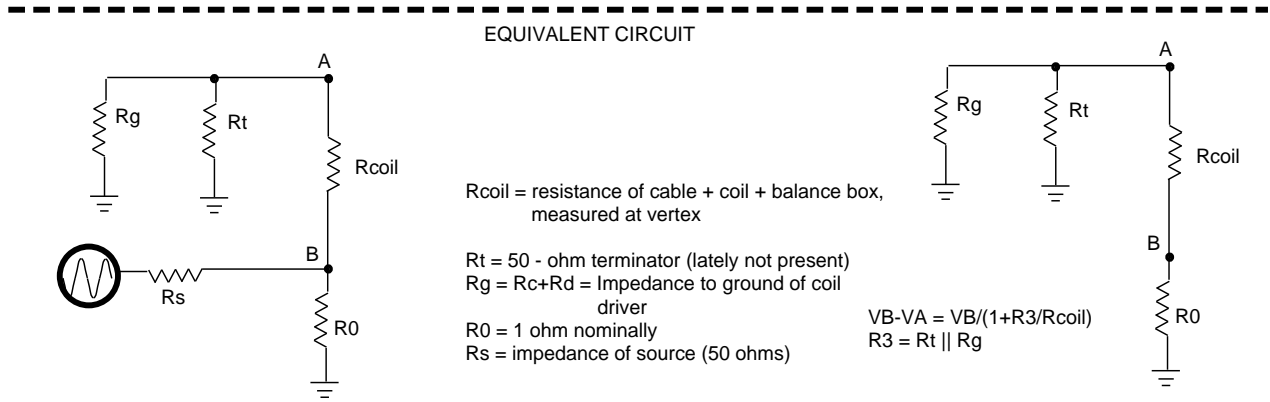 EQUIVALENT CIRCUIT
A
Rg
Rt
Rcoil
B
Rs
R0
Rcoil = resistance of cable + coil + balance box,
measured at vertex
Rt = 50 - ohm terminator (lately not present)
Rg = Rc+Rd = Impedance to ground of coil
driver
R0 = 1 ohm nominally
Rs = impedance of source (50 ohms)
A
Rg
Rt
Rcoil
B
R0
VB-VA = VB/(1+R3/Rcoil)
R3 = Rt || Rg